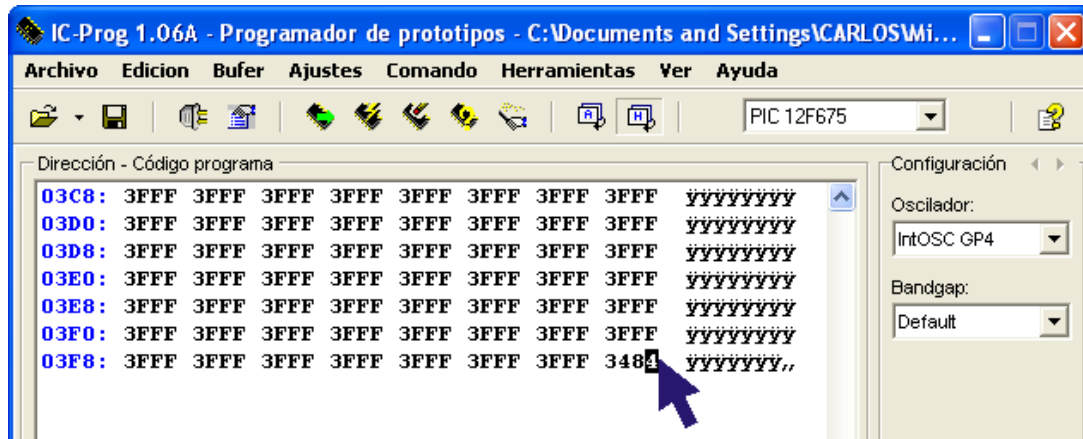 IC-Prog 1.06A - Programador de prototipos - C:\Documents and Settings\CARLOS\Mi...
Archivo Edicion Bufer Ajustes Comando Herramientas Ver Ayuda
PIC 12F675
Dirección - Código programa
03C8: 3FFF 3FFF 3FFF 3FFF 3FFF 3FFF 3FFF 3FFF ÿÿÿÿÿÿÿÿ
03D0: 3FFF 3FFF 3FFF 3FFF 3FFF 3FFF 3FFF 3FFF ÿÿÿÿÿÿÿÿ
03D8: 3FFF 3FFF 3FFF 3FFF 3FFF 3FFF 3FFF 3FFF ÿÿÿÿÿÿÿÿ
03E0: 3FFF 3FFF 3FFF 3FFF 3FFF 3FFF 3FFF 3FFF ÿÿÿÿÿÿÿÿ
03E8: 3FFF 3FFF 3FFF 3FFF 3FFF 3FFF 3FFF 3FFF ÿÿÿÿÿÿÿÿ
03F0: 3FFF 3FFF 3FFF 3FFF 3FFF 3FFF 3FFF 3FFF ÿÿÿÿÿÿÿÿ
03F8: 3FFF 3FFF 3FFF 3FFF 3FFF 3FFF 3FFF 3484 ÿÿÿÿÿÿÿ„
Configuración
Oscilador:
IntOSC GP4
Bandgap:
Default